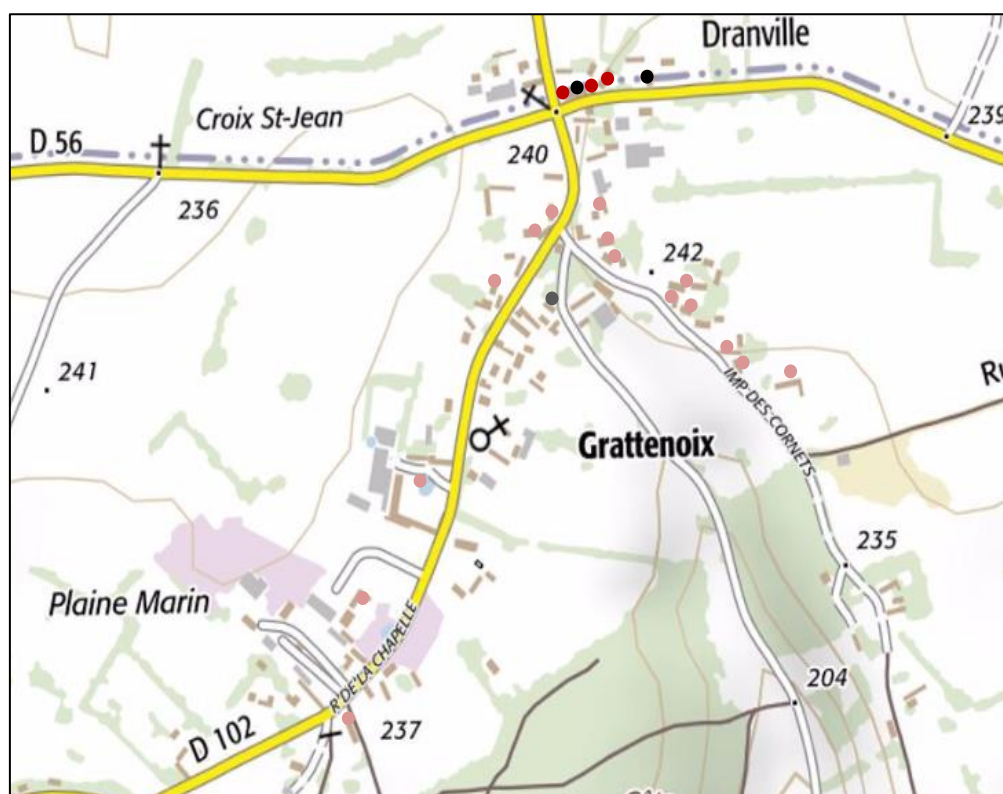 Dranville
Croix St-Jean
D 56
239
240
236
242
241
IMP. DES CORNETS
Grattenoix
235
Plaine Marin
R. DE LA CHAPELLE
204
237
D 102